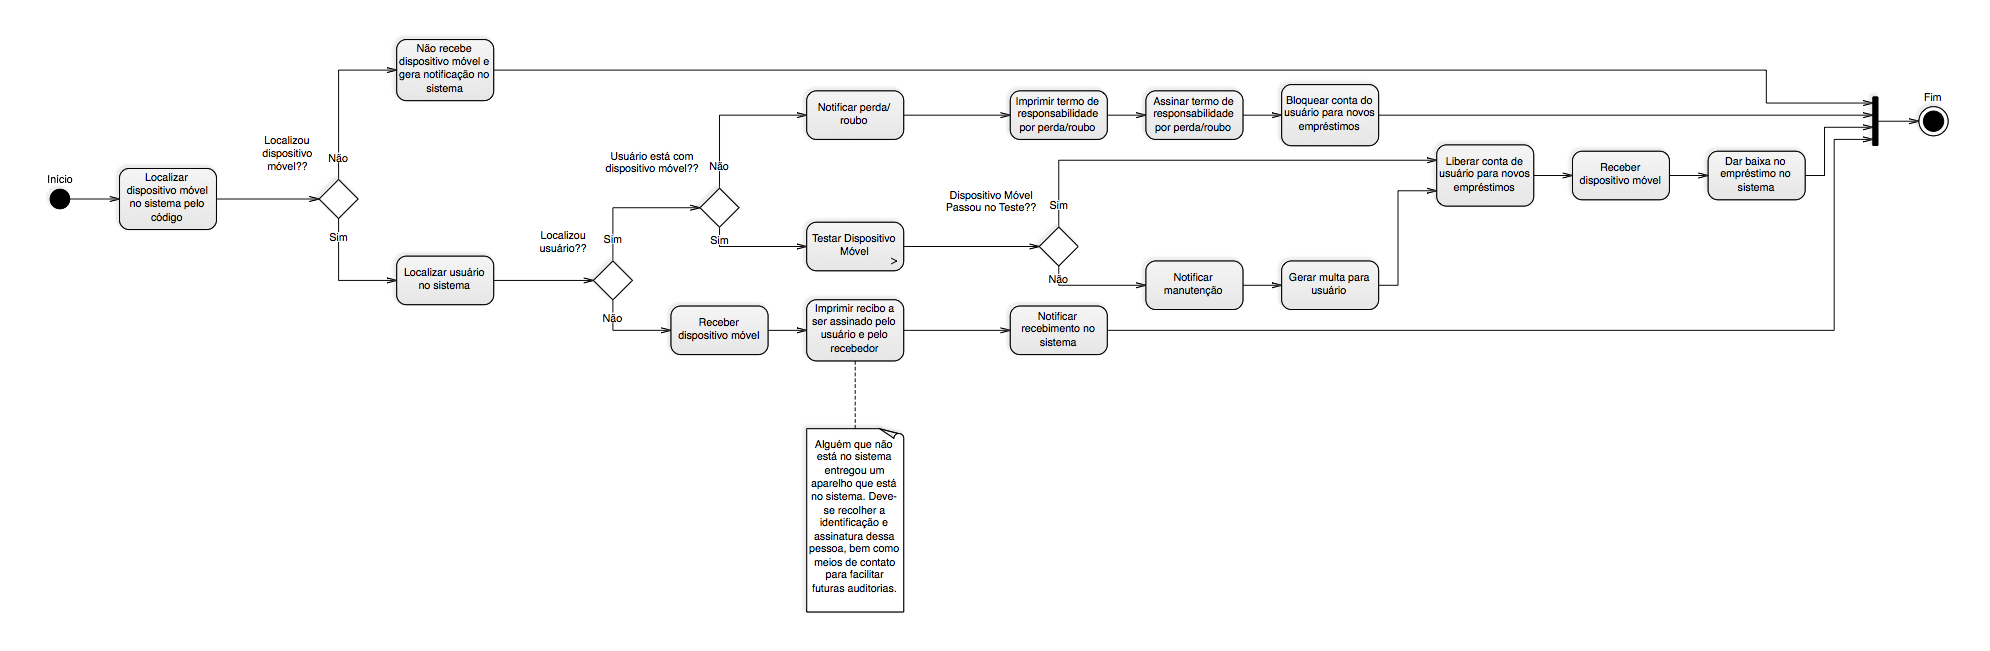 Início
Localizar
dispositivo móvel
no sistema pelo
código
Localizou
dispositivo
móvel??
Não
Sim
Não recebe
dispositivo móvel e
gera notificação no
sistema
Localizar usuário
no sistema
Localizou
usuário??
Sim
Não
Usuário está com
dispositivo móvel??
Não
Sim
Notificar perda/
roubo
Imprimir termo de
responsabilidade
por perda/roubo
Assinar termo de
responsabilidade
por perda/roubo
Bloquear conta do
usuário para novos
empréstimos
Testar Dispositivo
Móvel
>
Dispositivo Móvel
Passou no Teste??
Sim
Não
Liberar conta de
usuário para novos
empréstimos
Receber
dispositivo móvel
Dar baixa no
empréstimo no
sistema
Notificar
manutenção
Gerar multa para
usuário
Receber
dispositivo móvel
Imprimir recibo a
ser assinado pelo
usuário e pelo
recebedor
Notificar
recebimento no
sistema
Alguém que não
está no sistema
entregou um
aparelho que está
no sistema. Deve-
se recolher a
identificação e
assinatura dessa
pessoa, bem como
meios de contato
para facilitar
futuras auditorias.
Fim